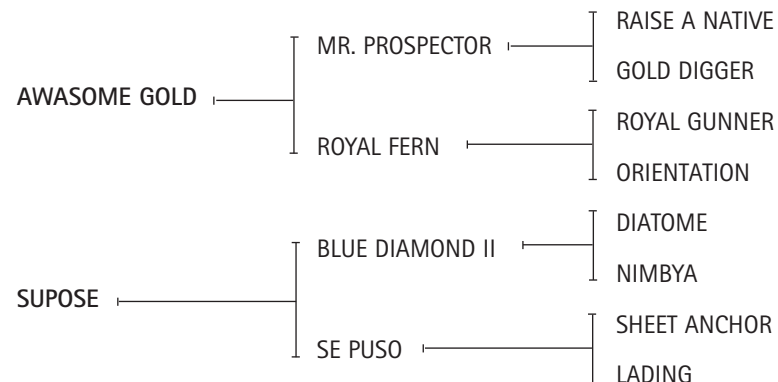 RAISE A NATIVE
MR. PROSPECTOR
GOLD DIGGER
AWASOME GOLD
ROYAL GUNNER
ROYAL FERN
ORIENTATION
DIATOME
BLUE DIAMOND II
NIMBYA
SUPOSE
SHEET ANCHOR
SE PUSO
LADING